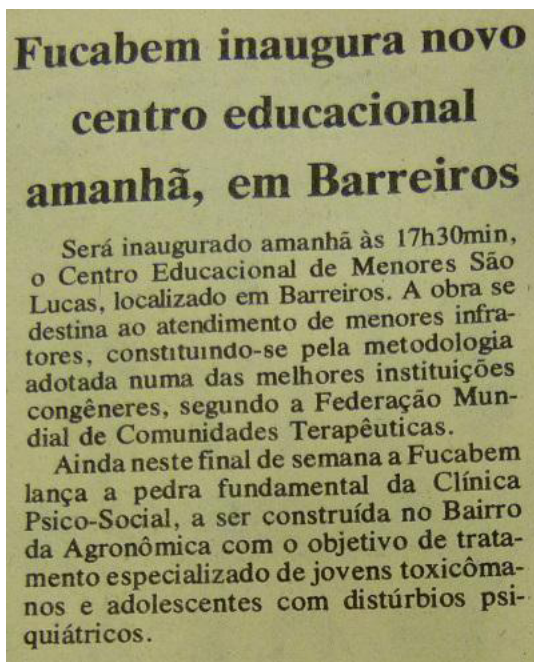 Fucabem inaugura novo
centro educacional
amanhã, em Barreiros
Será inaugurado amanhã às 17h30min,
o Centro Educacional de Menores São
Lucas, localizado em Barreiros. A obra se
destina ao atendimento de menores infra-
tores, constituindo-se pela metodologia
adotada numa das melhores instituições
congêneres, segundo a Federação Mun-
dial de Comunidades Terapêuticas.
Ainda neste final de semana a Fucabem
lança a pedra fundamental da Clínica
Psico-Social, a ser construída no Bairro
da Agronômica com o objetivo de trata-
mento especializado de jovens toxicôma-
nos e adolescentes com distúrbios psi-
quiátricos.